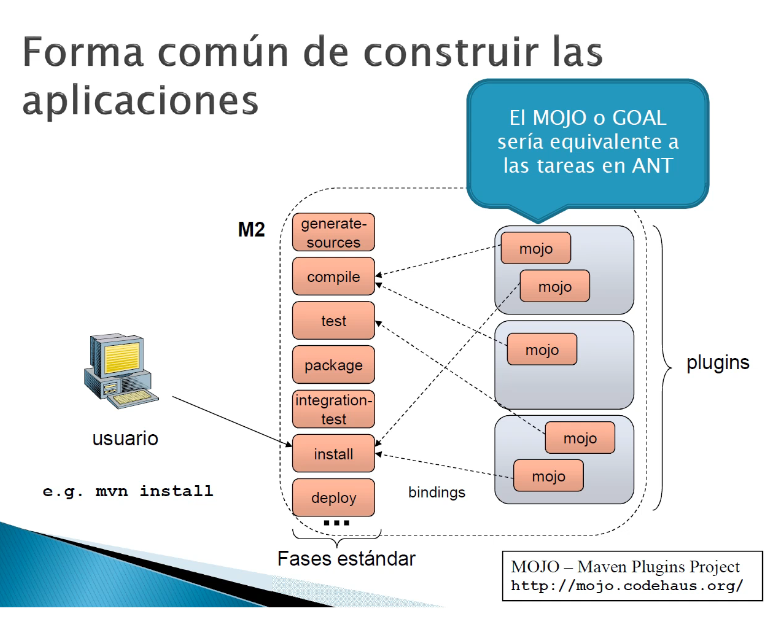 Forma común de construir las
aplicaciones
El MOJO o GOAL
sería equivalente a
las tareas en ANT
M2
generate-
sources
compile
test
package
integration-
test
install
deploy
...
mojo
mojo
mojo
mojo
mojo
plugins
usuario
e.g. mvn install
bindings
Fases estándar
MOJO – Maven Plugins Project
http://mojo.codehaus.org/